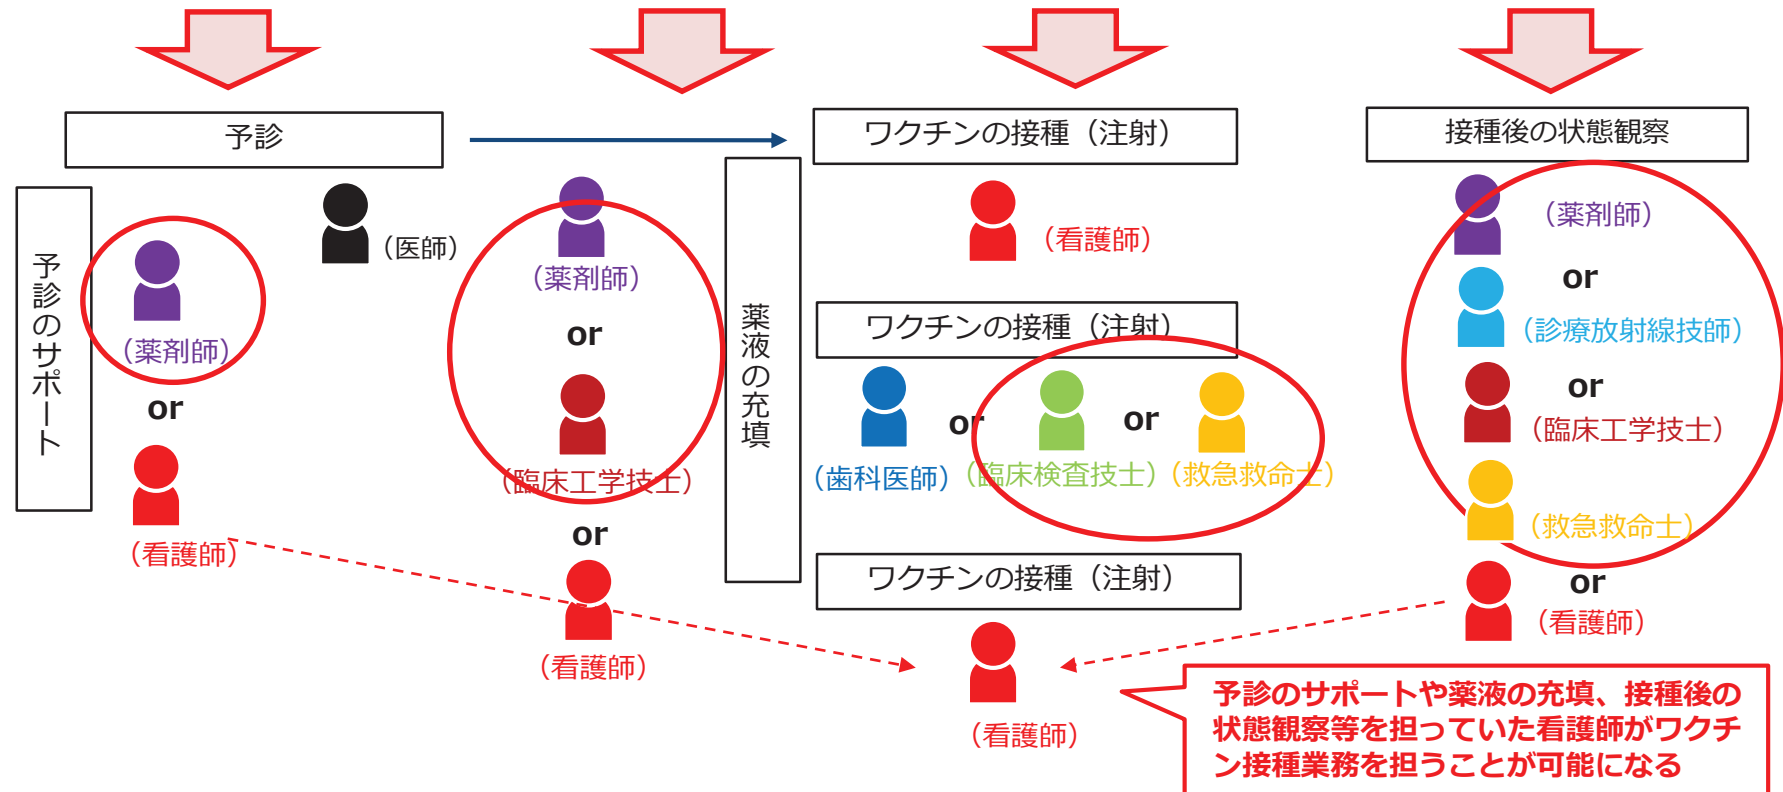 予診
ワクチンの接種（注射）
接種後の状態観察
予診のサポート
（薬剤師）
or
（看護師）
（医師）
（薬剤師）
or
（臨床工学技士）
or
（看護師）
薬液の充填
（看護師）
ワクチンの接種（注射）
or
or
（歯科医師）
（臨床検査技士）
（救急救命士）
ワクチンの接種（注射）
（看護師）
（薬剤師）
or
（診療放射線技師）
or
（臨床工学技士）
（救急救命士）
or
（看護師）
予診のサポートや薬液の充填、接種後の
状態観察等を担っていた看護師がワクチ
ン接種業務を担うことが可能になる